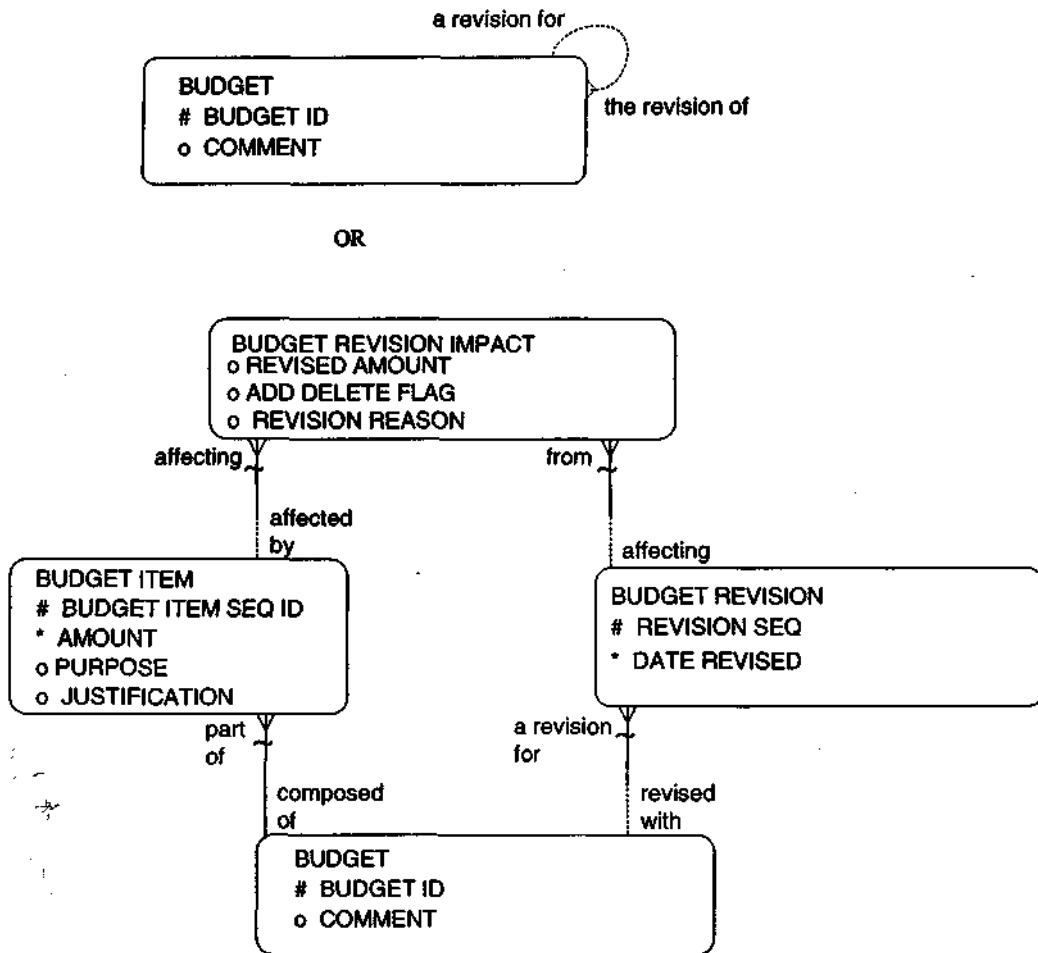 a revision for
BUDGET
# BUDGET ID
o COMMENT
the revision of
OR
BUDGET REVISION IMPACT
o REVISED AMOUNT
o ADD DELETE FLAG
o REVISION REASON
affecting
from
affected
by
affecting
BUDGET ITEM
# BUDGET ITEM SEQ ID
* AMOUNT
o PURPOSE
o JUSTIFICATION
BUDGET REVISION
# REVISION SEQ
* DATE REVISED
part
of
a revision
for
composed
of
revised
with
BUDGET
# BUDGET ID
o COMMENT